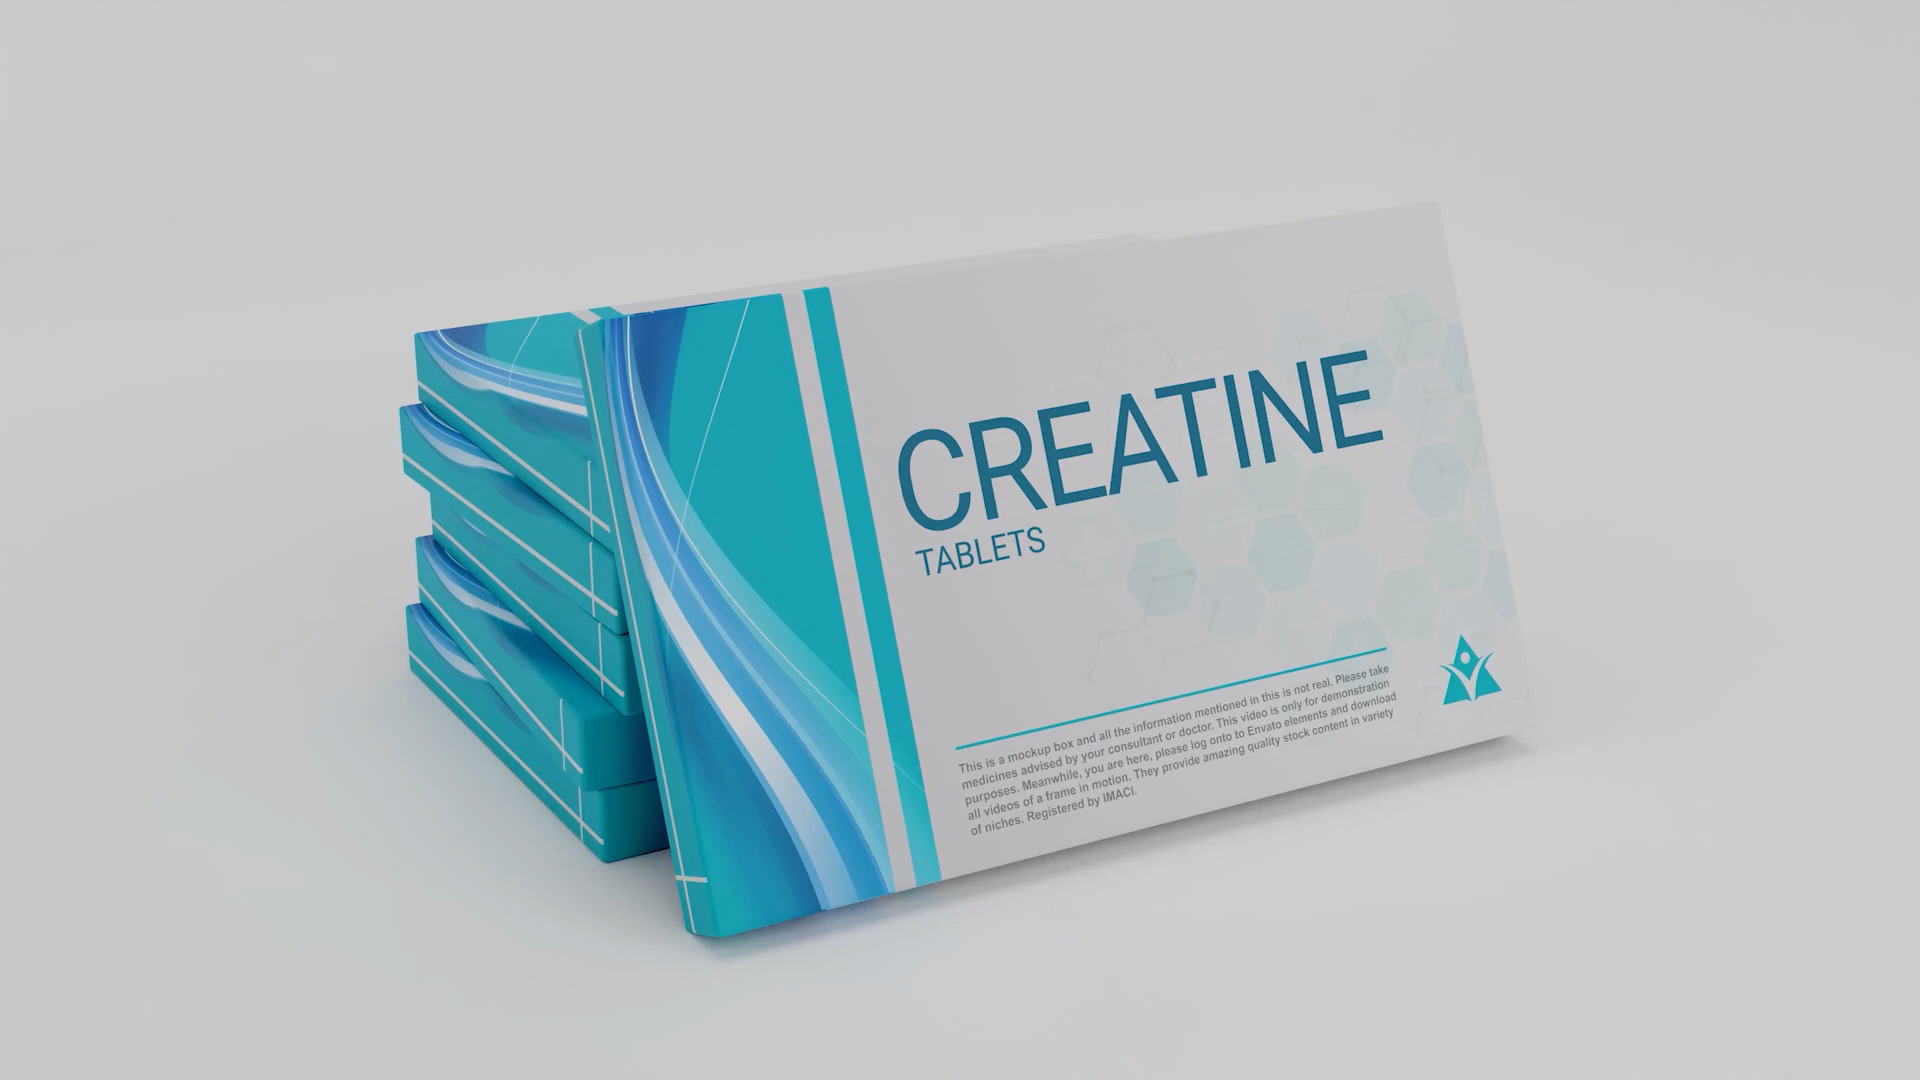 CREATINE
TABLETS
This is a mockup box and all the information mentioned in this is not real. Please take
medicines advised by your consultant or doctor. This video is only for demonstration
purposes. Meanwhile, you are here, please log onto to Envato elements and download
all videos of a frame in motion. They provide amazing quality stock content in variety
of niches. Registered by IMACI.